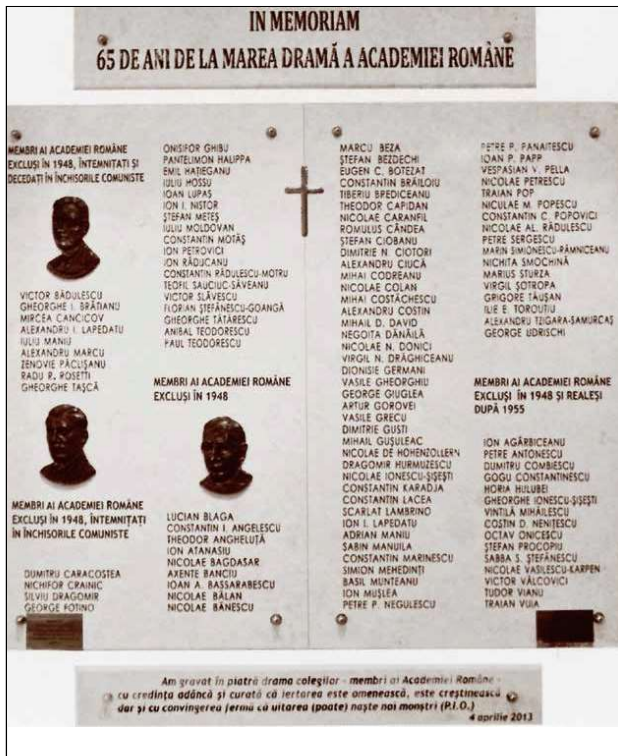 IN MEMORIAM
65 DE ANI DE LA MAREA DRAMĂ A ACADEMIEI ROMÂNE
MEMBRI AI ACADEMIEI ROMÂNE
EXCLUȘI ÎN 1948, ÎNTEMNIȚAȚI ȘI
DECEDAȚI ÎN ÎNCHISORILE COMUNISTE
VICTOR BĂDULESCU
GHEORGHE I. BRĂTIANU
MIRCEA CANCICOV
ALEXANDRU I. LAPEDATU
IULIU MANIU
ALEXANDRU MARCU
ZENOVIE PÂCLIȘANU
RADU R. ROSETTI
GHEORGHE TAȘCĂ
MEMBRI AI ACADEMIEI ROMÂNE
EXCLUȘI ÎN 1948, ÎNTEMNIȚAȚI
ÎN ÎNCHISORILE COMUNISTE
DUMITRU CARACOSTEA
NICHIFOR CRAINIC
SILVIU DRAGOMIR
GEORGE FOTINO
ONISIFOR GHIBU
PANTELIMON HALIPPA
EMIL HAȚIEGANU
IULIU HOSSU
IOAN LUPAȘ
ION I. NISTOR
ȘTEFAN METEȘ
IULIU MOLDOVAN
CONSTANTIN MOTĂȘ
ION PETROVICI
ION RĂDUCANU
CONSTANTIN RĂDULESCU-MOTRU
TEOFIL SAUCIUC-SĂVEANU
VICTOR SLĂVESCU
FLORIAN ȘTEFĂNESCU-GOANGĂ
GHEORGHE TĂTĂRESCU
ANIBAL TEODORESCU
PAUL TEODORESCU
MEMBRI AI ACADEMIEI ROMÂNE
EXCLUȘI ÎN 1948
LUCIAN BLAGA
CONSTANTIN I. ANGELESCU
THEODOR ANGHELUȚĂ
ION ATANASIU
NICOLAE BAGDASAR
AXENTE BANCIU
IOAN A. BASSARABESCU
NICOLAE BĂLAN
NICOLAE BĂNESCU
MARCU BEZA
ȘTEFAN BEZDECHI
EUGEN C. BOTEZAT
CONSTANTIN BRĂILOIU
TIBERIU BREDICEANU
THEODOR CAPIDAN
NICOLAE CARANFIL
ROMULUS CÂNDEA
ȘTEFAN CIOBANU
DIMITRIE N. CIOTORI
ALEXANDRU CIUCĂ
MIHAI CODREANU
NICOLAE COLAN
MIHAI COSTĂCHESCU
ALEXANDRU COSTIN
MIHAIL D. DAVID
NEGOIȚĂ DĂNĂILĂ
NICOLAE N. DONICI
VIRGIL N. DRĂGHICEANU
DIONISIE GERMANI
VASILE GHEORGHIU
GEORGE GIUGLEA
ARTUR GOROVEI
VASILE GRECU
DIMITRIE GUSTI
MIHAIL GUȘULEAC
NICOLAE DE HOHENZOLLERN
DRAGOMIR HURMUZESCU
NICOLAE IONESCU-ȘIȘEȘTI
CONSTANTIN KARADJA
CONSTANTIN LACEA
SCARLAT LAMBRINO
ION I. LAPEDATU
ADRIAN MANIU
SABIN MANUILA
CONSTANTIN MARINESCU
SIMION MEHEDINȚI
BASIL MUNTEANU
ION MUȘLEA
PETRE P. NEGULESCU
PETRE P. PANAITESCU
IOAN P. PAPP
VESPASIAN V. PELLA
NICOLAE PETRESCU
TRAIAN POP
NICULAE M. POPESCU
CONSTANTIN C. POPOVICI
NICOLAE AL. RĂDULESCU
PETRE SERGESCU
MARIN SIMIONESCU-RÂMNICEANU
NICHITA SMOCHINĂ
MARIUS STURZA
VIRGIL ȘOTROPA
GRIGORE TĂUȘAN
ILIE E. TOROUȚIU
ALEXANDRU TZIGARA-SAMURCAȘ
GEORGE UDRISCHI
MEMBRI AI ACADEMIEI ROMÂNE
EXCLUȘI ÎN 1948 ȘI REALEȘI
DUPĂ 1955
ION AGÂRBICEANU
PETRE ANTONESCU
DUMITRU COMBIESCU
GOGU CONSTANTINESCU
HORIA HULUBEI
GHEORGHE IONESCU-ȘIȘEȘTI
VINTILĂ MIHĂILESCU
COSTIN D. NENIȚESCU
OCTAV ONICESCU
ȘTEFAN PROCOPIU
SABBA S. ȘTEFĂNESCU
NICOLAE VASILESCU-KARPEN
VICTOR VÂLCOVICI
TUDOR VIANU
TRAIAN VUIA
Am gravat în piatră drama colegilor - membri ai Academiei Române -
cu credința adâncă și curată că iertarea este omenească, este creștinească
dar și cu convingerea fermă că uitarea (poate) naște noi monștri (P.I.O.)
4 aprilie 2013